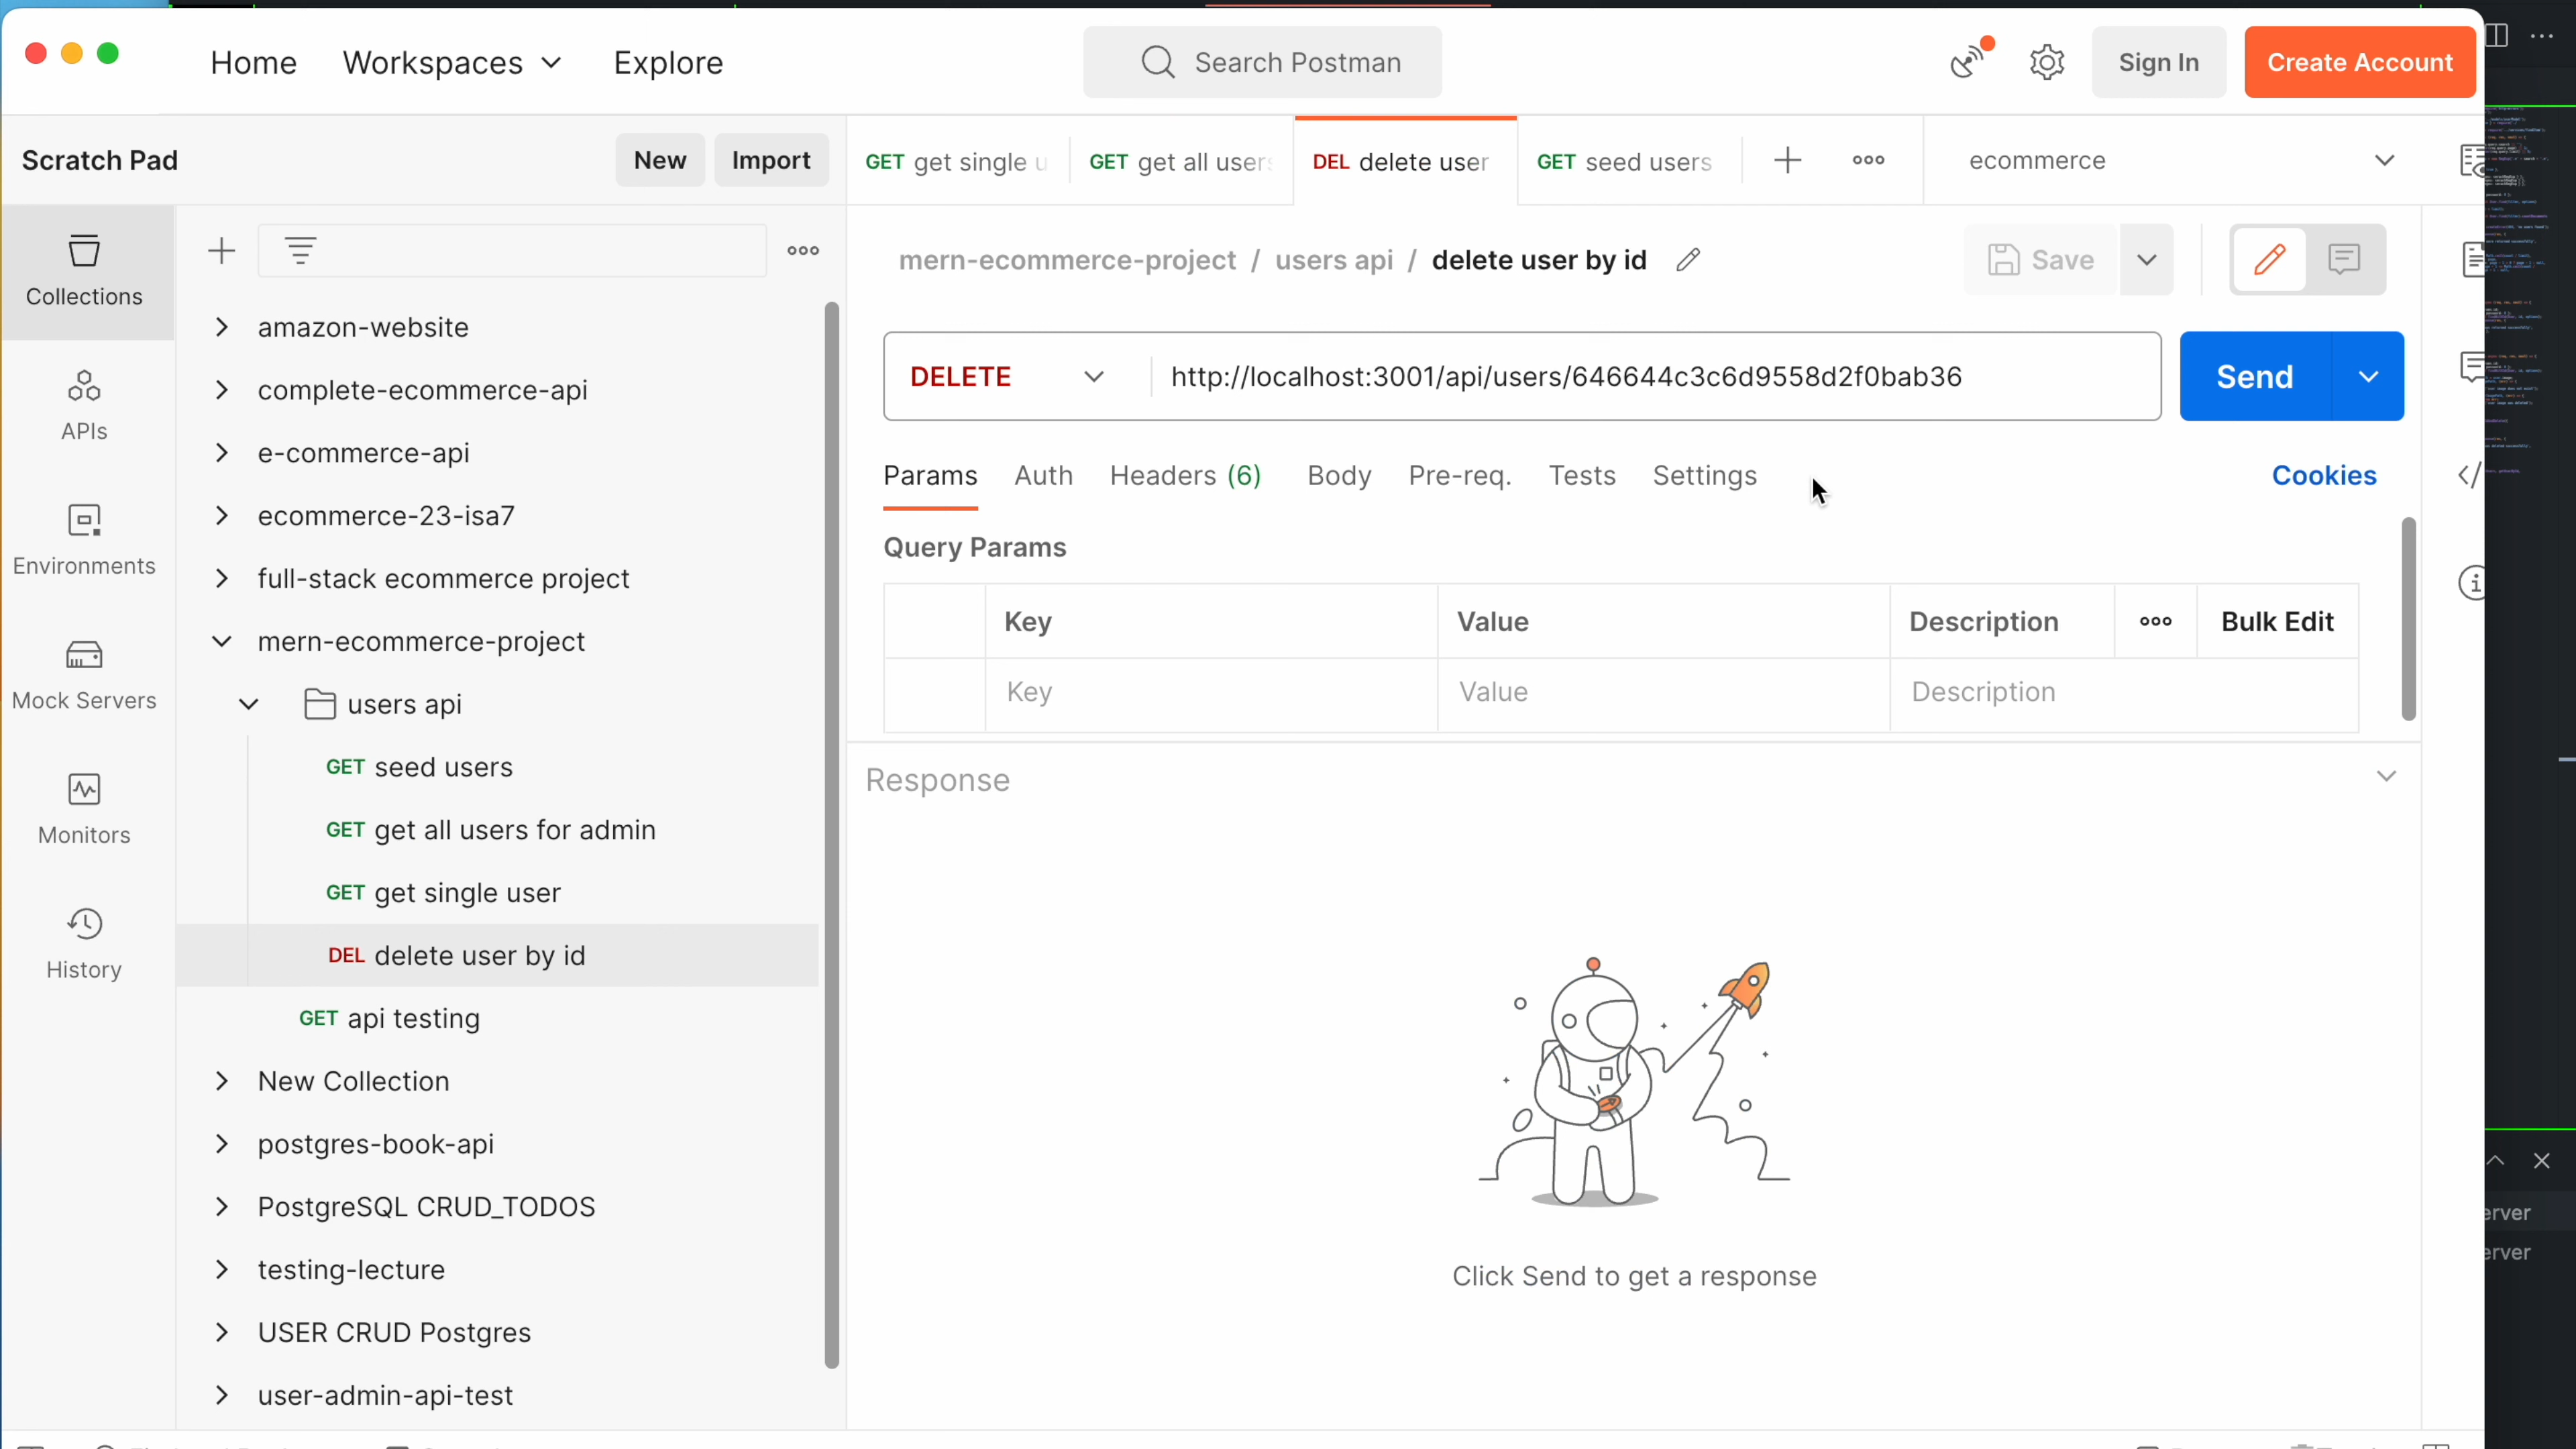 Home Workspaces Explore
Search Postman
Sign In
Create Account
Scratch Pad
New
Import
GET get single u
GET get all users
DEL delete user
GET seed users
ecommerce
Collections
APIs
Environments
Mock Servers
Monitors
History
amazon-website
complete-ecommerce-api
e-commerce-api
ecommerce-23-isa7
full-stack ecommerce project
mern-ecommerce-project
users api
GET seed users
GET get all users for admin
GET get single user
DEL delete user by id
GET api testing
New Collection
postgres-book-api
PostgreSQL CRUD_TODOS
testing-lecture
USER CRUD Postgres
user-admin-api-test
mern-ecommerce-project / users api / delete user by id
Save
DELETE
http://localhost:3001/api/users/646644c3c6d9558d2f0bab36
Send
Params Auth Headers (6) Body Pre-req. Tests Settings
Cookies
Query Params
Key Value Description Bulk Edit
Key Value Description
Response
Click Send to get a response
erver
erver